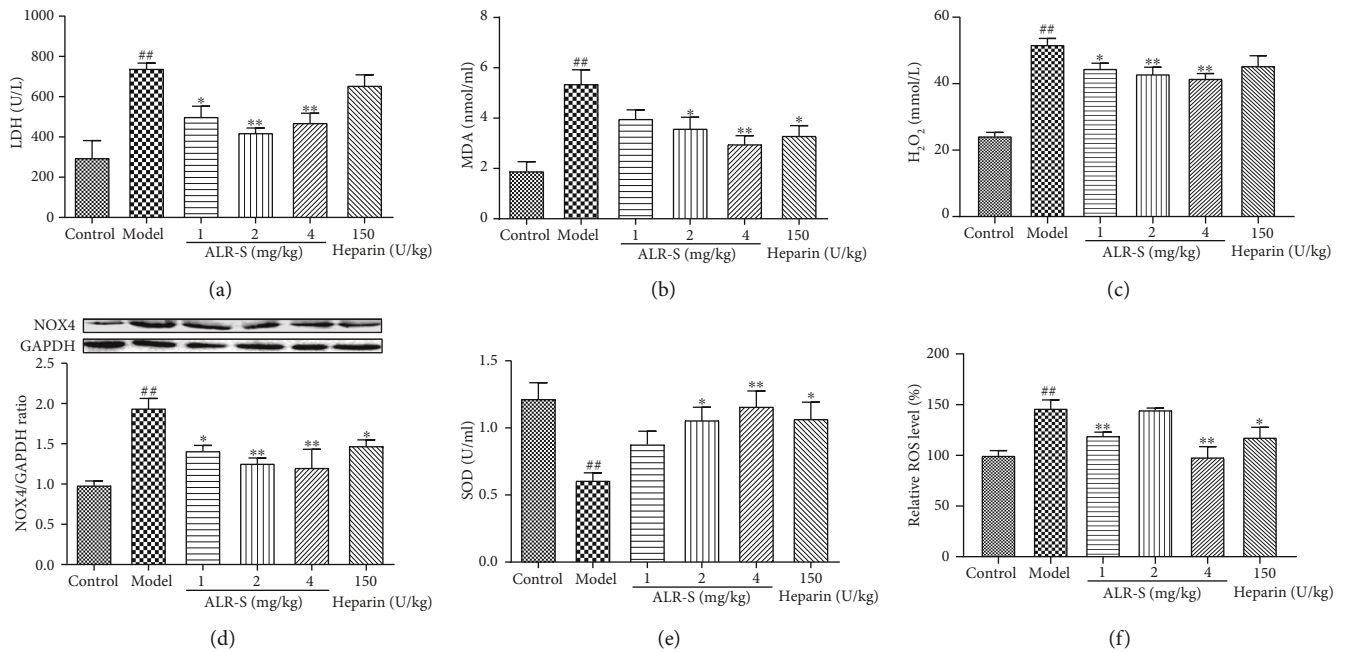 1000
800
600
400
200
0
LDH (U/L)
##
*
**
**
Control Model 1 2 4 150
ALR-S (mg/kg) Heparin (U/kg)
(a)
8
6
4
2
0
MDA (nmol/ml)
##
*
**
*
Control Model 1 2 4 150
ALR-S (mg/kg) Heparin (U/kg)
(b)
60
40
20
0
H₂O₂ (mmol/L)
##
*
**
**
Control Model 1 2 4 150
ALR-S (mg/kg) Heparin (U/kg)
(c)
NOX4
GAPDH
2.5
2.0
1.5
1.0
0.5
0.0
NOX4/GAPDH ratio
##
*
**
**
*
Control Model 1 2 4 150
ALR-S (mg/kg) Heparin (U/kg)
(d)
1.5
1.0
0.5
0.0
SOD (U/ml)
##
*
**
*
Control Model 1 2 4 150
ALR-S (mg/kg) Heparin (U/kg)
(e)
200
150
100
50
0
Relative ROS level (%)
##
**
**
*
Control Model 1 2 4 150
ALR-S (mg/kg) Heparin (U/kg)
(f)